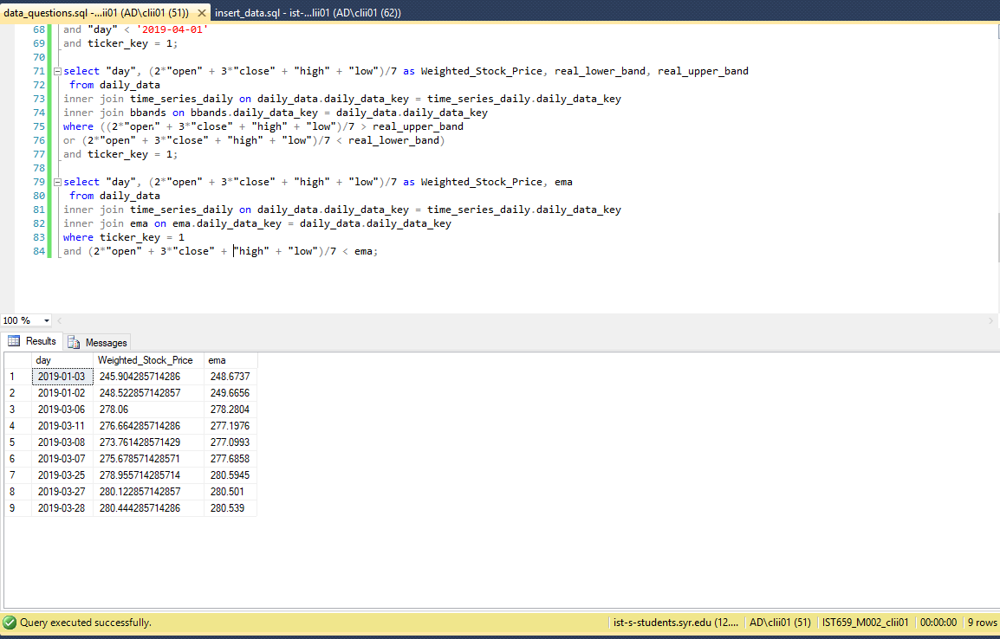 data_questions.sql -...ii01 (AD\clii01 (51)) insert_data.sql - ist-...lii01 (AD\clii01 (62))
68 and "day" < '2019-04-01'
69 and ticker_key = 1;
70
71 select "day", (2*"open" + 3*"close" + "high" + "low")/7 as Weighted_Stock_Price, real_lower_band, real_upper_band
72 from daily_data
73 inner join time_series_daily on daily_data.daily_data_key = time_series_daily.daily_data_key
74 inner join bbands on bbands.daily_data_key = daily_data.daily_data_key
75 where ((2*"open" + 3*"close" + "high" + "low")/7 > real_upper_band
76 or (2*"open" + 3*"close" + "high" + "low")/7 < real_lower_band)
77 and ticker_key = 1;
78
79 select "day", (2*"open" + 3*"close" + "high" + "low")/7 as Weighted_Stock_Price, ema
80 from daily_data
81 inner join time_series_daily on daily_data.daily_data_key = time_series_daily.daily_data_key
82 inner join ema on ema.daily_data_key = daily_data.daily_data_key
83 where ticker_key = 1
84 and (2*"open" + 3*"close" + "high" + "low")/7 < ema;
100 %
Results Messages
day Weighted_Stock_Price ema
1 2019-01-03 245.904285714286 248.6737
2 2019-01-02 248.522857142857 249.6656
3 2019-03-06 278.06 278.2804
4 2019-03-11 276.664285714286 277.1976
5 2019-03-08 273.761428571429 277.0993
6 2019-03-07 275.678571428571 277.6858
7 2019-03-25 278.955714285714 280.5945
8 2019-03-27 280.122857142857 280.501
9 2019-03-28 280.444285714286 280.539
Query executed successfully. ist-s-students.syr.edu (12.... AD\clii01 (51) IST659_M002_clii01 00:00:00 9 rows